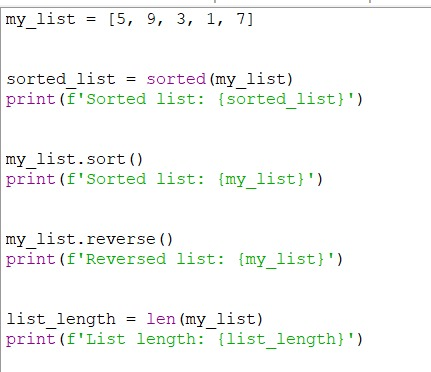 my_list = [5, 9, 3, 1, 7]
sorted_list = sorted(my_list)
print(f'Sorted list: {sorted_list}')
my_list.sort()
print(f'Sorted list: {my_list}')
my_list.reverse()
print(f'Reversed list: {my_list}')
list_length = len(my_list)
print(f'List length: {list_length}')